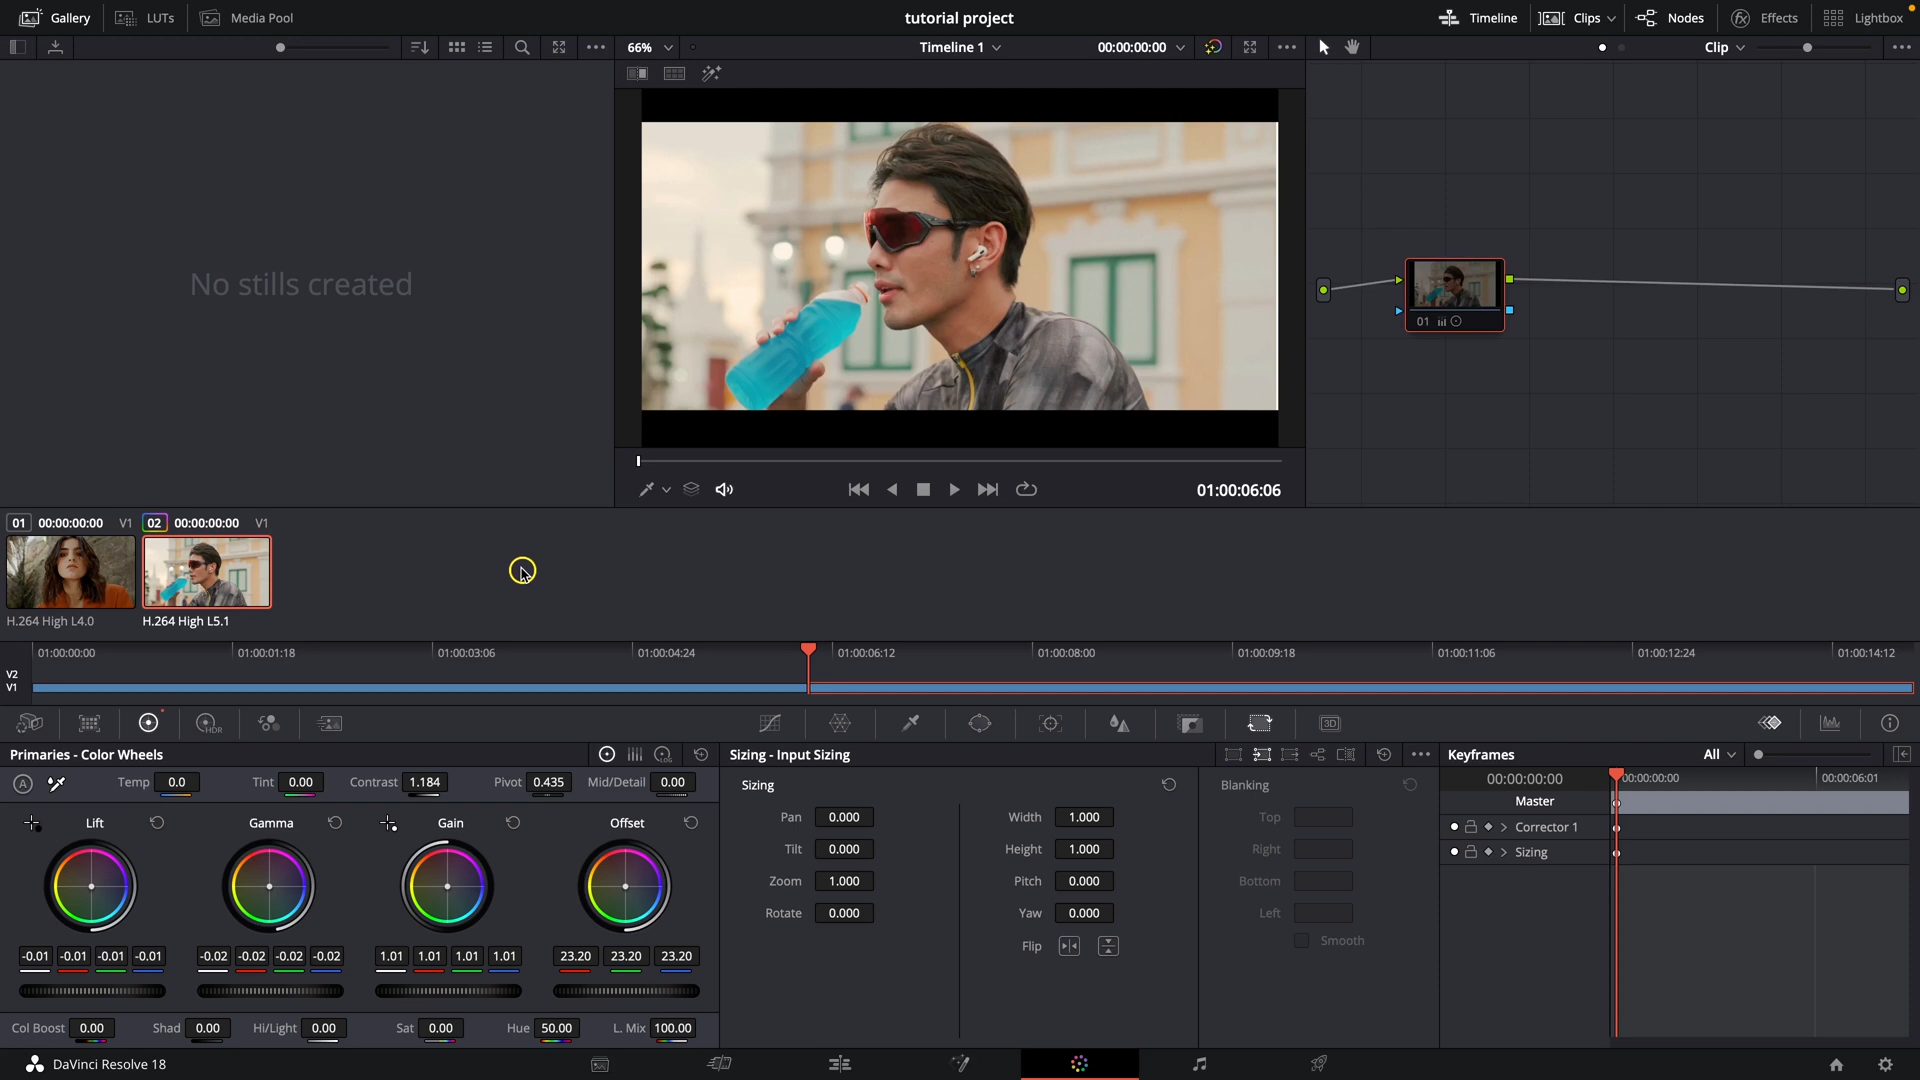 Gallery LUTs Media Pool tutorial project Timeline Clips Nodes Effects Lightbox
66% Timeline 1 00:00:00:00 Clip
No stills created
01
01:00:06:06
01 00:00:00:00 V1 02 00:00:00:00 V1
H.264 High L4.0 H.264 High L5.1
01:00:00:00 01:00:01:18 01:00:03:06 01:00:04:24 01:00:06:12 01:00:08:00 01:00:09:18 01:00:11:06 01:00:12:24 01:00:14:12
V2
V1
HDR 3D
Primaries - Color Wheels LOG Sizing - Input Sizing Keyframes All
A Temp 0.0 Tint 0.00 Contrast 1.184 Pivot 0.435 Mid/Detail 0.00 Sizing Blanking 00:00:00:00 00:00:00:00 00:00:06:01
Master
Lift Gamma Gain Offset Pan 0.000 Width 1.000 Top Corrector 1
Tilt 0.000 Height 1.000 Right Sizing
Zoom 1.000 Pitch 0.000 Bottom
Rotate 0.000 Yaw 0.000 Left
Flip Smooth
-0.01 -0.01 -0.01 -0.01 -0.02 -0.02 -0.02 -0.02 1.01 1.01 1.01 1.01 23.20 23.20 23.20
Col Boost 0.00 Shad 0.00 Hi/Light 0.00 Sat 0.00 Hue 50.00 L. Mix 100.00
DaVinci Resolve 18